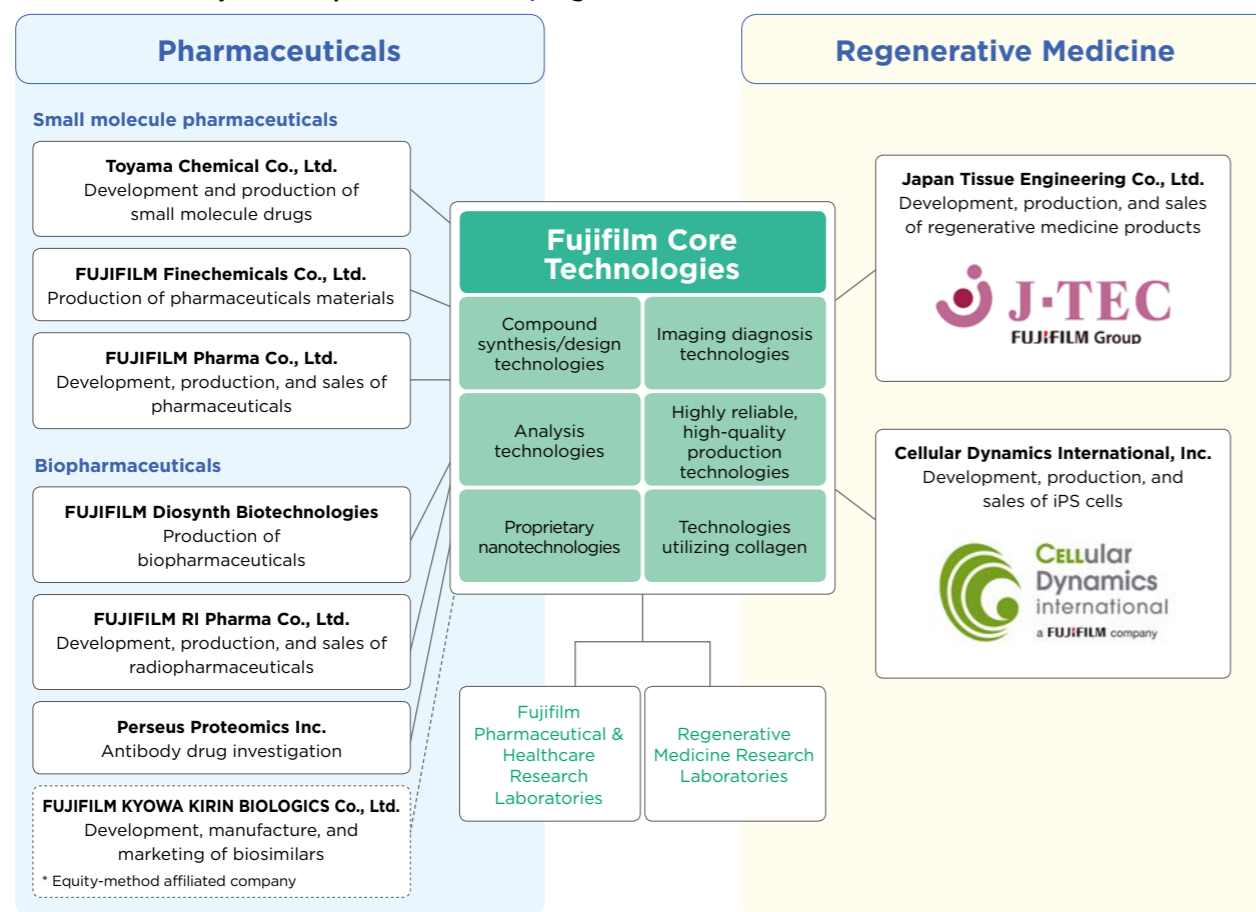 Pharmaceuticals
Small molecule pharmaceuticals
Toyama Chemical Co., Ltd.
Development and production of
small molecule drugs
FUJIFILM Finechemicals Co., Ltd.
Production of pharmaceuticals materials
FUJIFILM Pharma Co., Ltd.
Development, production, and sales of
pharmaceuticals
Biopharmaceuticals
FUJIFILM Diosynth Biotechnologies
Production of
biopharmaceuticals
FUJIFILM RI Pharma Co., Ltd.
Development, production, and sales of
radiopharmaceuticals
Perseus Proteomics Inc.
Antibody drug investigation
FUJIFILM KYOWA KIRIN BIOLOGICS Co., Ltd.
Development, manufacture, and
marketing of biosimilars
* Equity-method affiliated company
Fujifilm Core
Technologies
Compound
synthesis/design
technologies
Imaging diagnosis
technologies
Analysis
technologies
Highly reliable,
high-quality
production
technologies
Proprietary
nanotechnologies
Technologies
utilizing collagen
Fujifilm
Pharmaceutical &
Healthcare
Research
Laboratories
Regenerative
Medicine Research
Laboratories
Regenerative Medicine
Japan Tissue Engineering Co., Ltd.
Development, production, and sales
of regenerative medicine products
J-TEC
FUJIFILM Group
Cellular Dynamics International, Inc.
Development, production, and
sales of iPS cells
CELLular
Dynamics
international
a FUJIFILM company